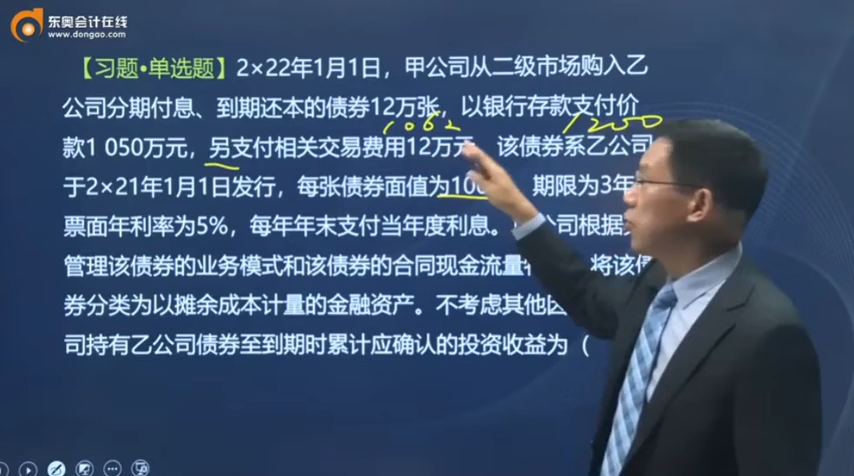 东奥会计在线
www.dongao.com
【习题•单选题】2×22年1月1日，甲公司从二级市场购入乙
公司分期付息、到期还本的债券12万张，以银行存款支付价
1062 1200
款1 050万元，另支付相关交易费用12万元 该债券系乙公司
于2×21年1月1日发行，每张债券面值为100 期限为3年
票面年利率为5%，每年年末支付当年度利息。 公司根据
管理该债券的业务模式和该债券的合同现金流量 将该债
券分类为以摊余成本计量的金融资产。不考虑其他因
司持有乙公司债券至到期时累计应确认的投资收益为（